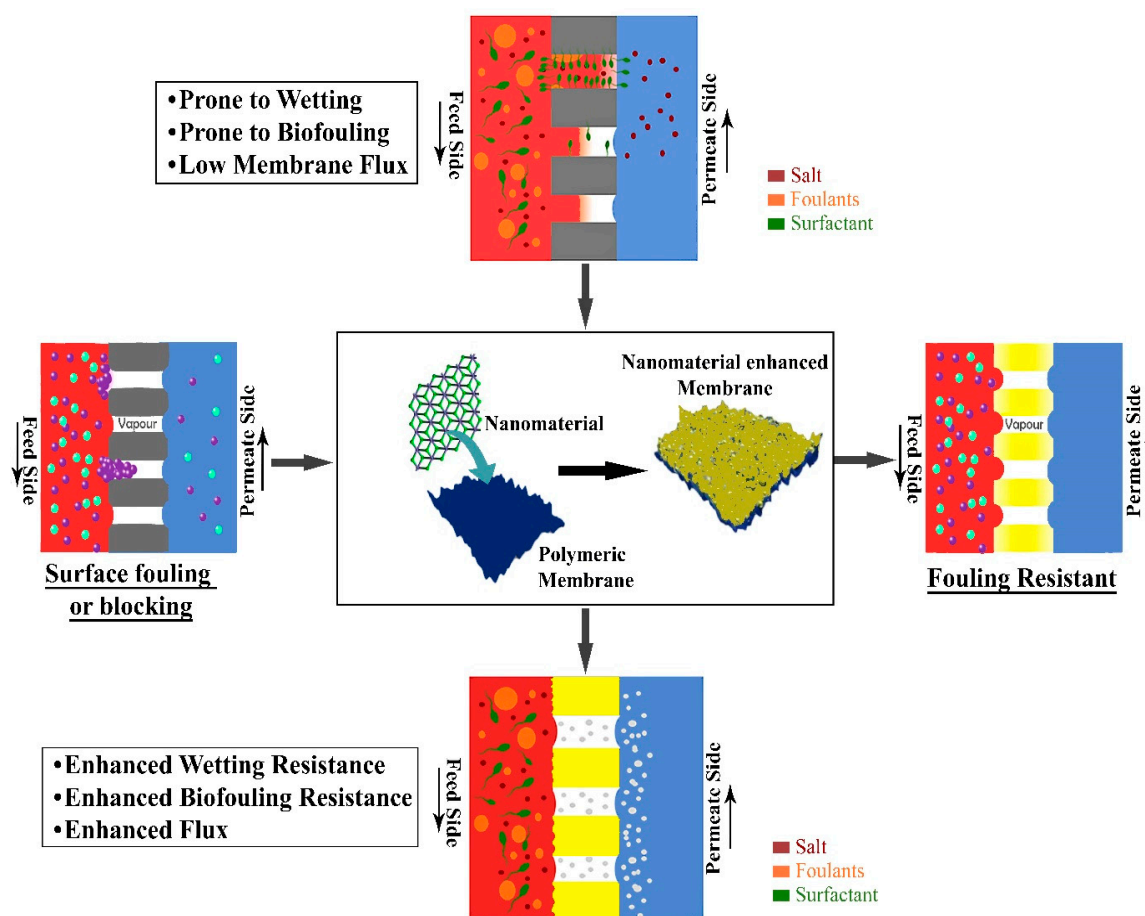 •Prone to Wetting
•Prone to Biofouling
•Low Membrane Flux
Feed Side
Permeate Side
Salt
Foulants
Surfactant
Feed Side
Vapour
Permeate Side
Surface fouling
or blocking
Nanomaterial
Polymeric
Membrane
Nanomaterial enhanced
Membrane
Feed Side
Vapour
Permeate Side
Fouling Resistant
•Enhanced Wetting Resistance
•Enhanced Biofouling Resistance
•Enhanced Flux
Feed Side
Permeate Side
Salt
Foulants
Surfactant